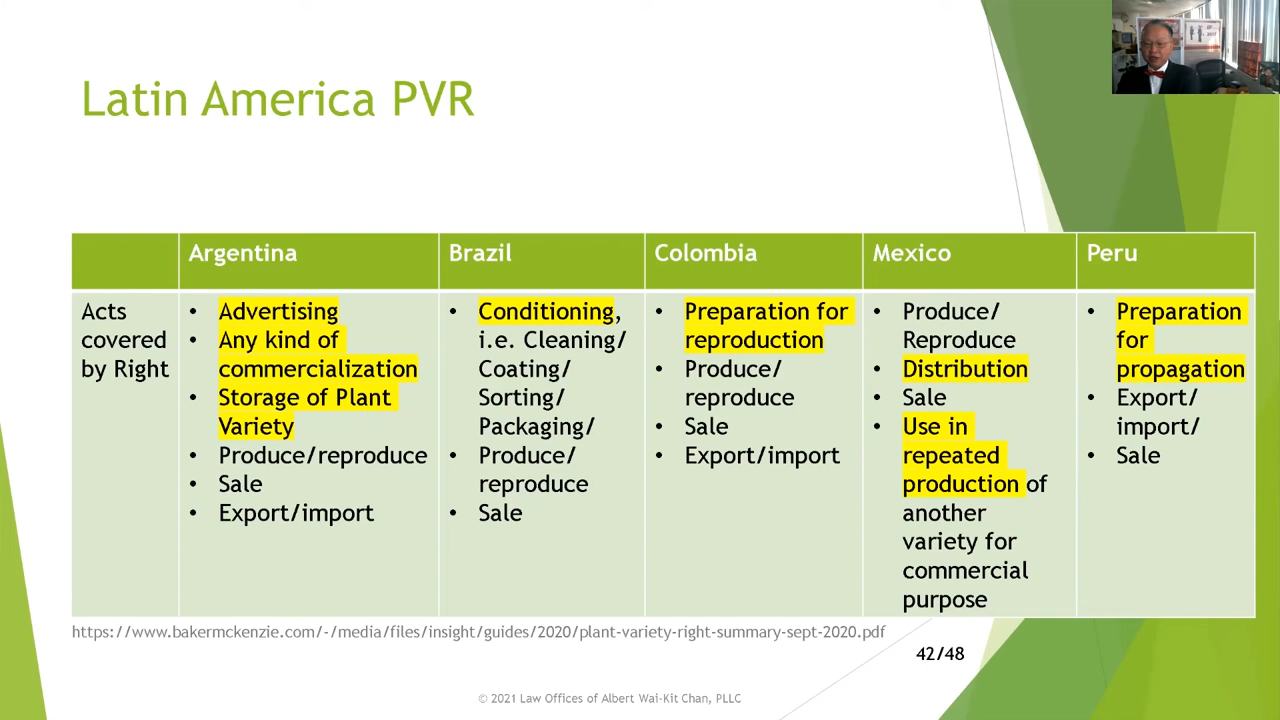 Latin America PVR
Argentina
Brazil
Colombia
Mexico
Peru
Acts
covered
by Right
• Advertising
• Any kind of
commercialization
• Storage of Plant
Variety
• Produce/reproduce
• Sale
• Export/import
• Conditioning,
i.e. Cleaning/
Coating/
Sorting/
Packaging/
• Produce/
reproduce
• Sale
• Preparation for
reproduction
• Produce/
reproduce
• Sale
• Export/import
• Produce/
Reproduce
• Distribution
• Sale
• Use in
repeated
production of
another
variety for
commercial
purpose
• Preparation
for
propagation
• Export/
import/
• Sale
https://www.bakermckenzie.com/-/media/files/insight/guides/2020/plant-variety-right-summary-sept-2020.pdf
42/48
© 2021 Law Offices of Albert Wai-Kit Chan, PLLC